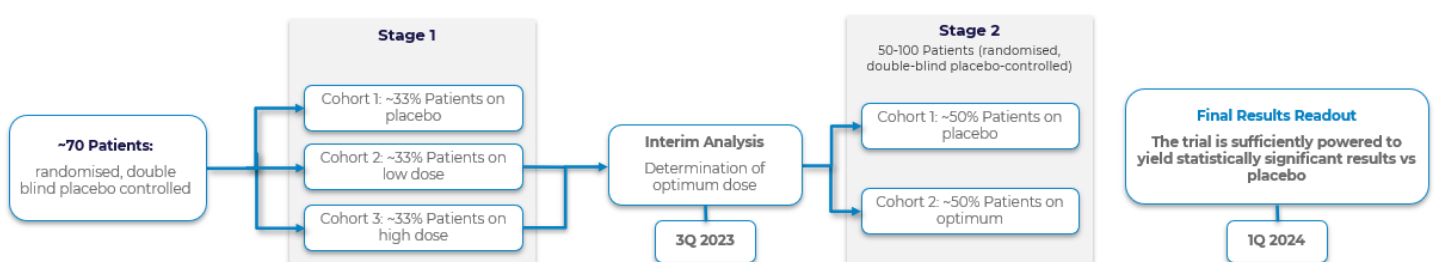 ~70 Patients:
randomised, double
blind placebo controlled
Stage 1
Cohort 1: ~33% Patients on
placebo
Cohort 2: ~33% Patients on
low dose
Cohort 3: ~33% Patients on
high dose
Interim Analysis
Determination of
optimum dose
3Q 2023
Stage 2
50-100 Patients (randomised,
double-blind placebo-controlled)
Cohort 1: ~50% Patients on
placebo
Cohort 2: ~50% Patients on
optimum
Final Results Readout
The trial is sufficiently powered to
yield statistically significant results vs
placebo
1Q 2024